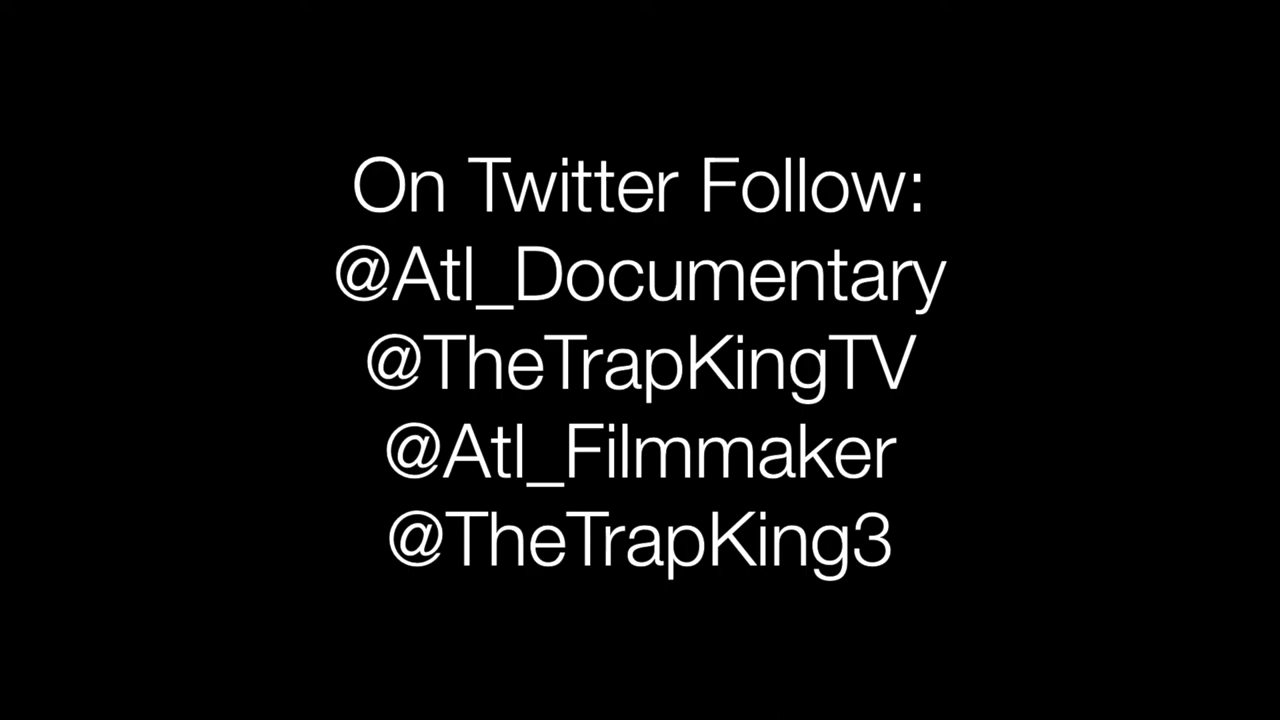 On Twitter Follow:
@Atl_Documentary
@TheTrapKingTV
@Atl_Filmmaker
@TheTrapKing3